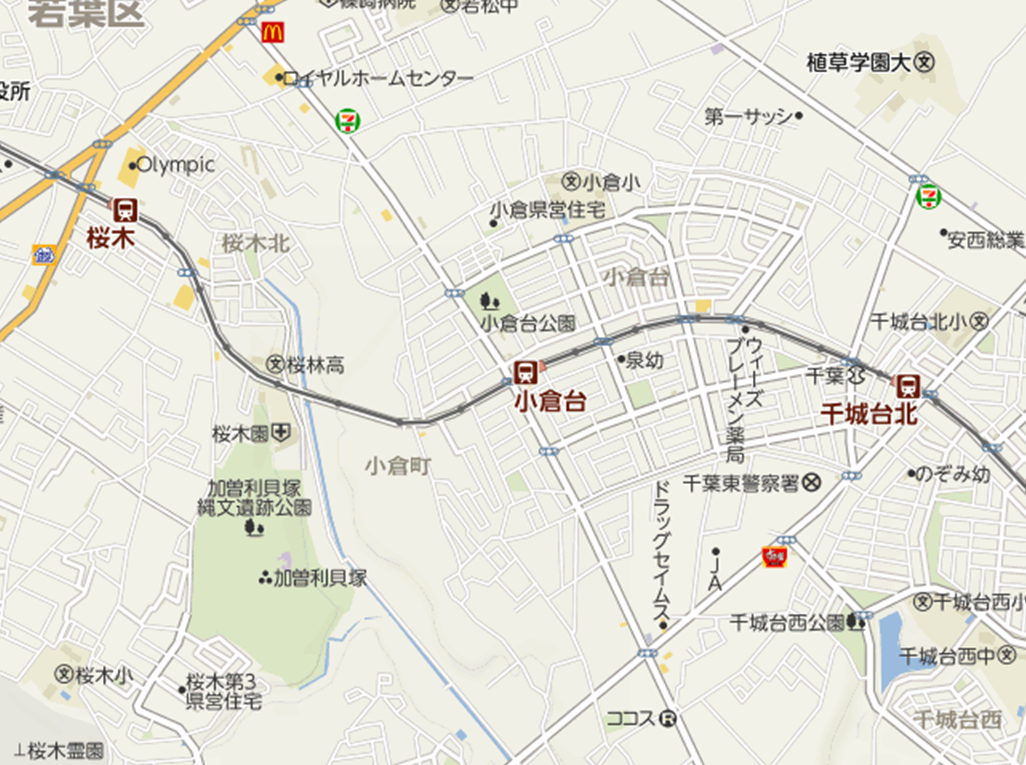 若葉区
篠崎病院
若松中
植草学園大
ロイヤルホームセンター
役所
第一サッシ
Olympic
小倉小
小倉県営住宅
桜木
桜木北
安西総業
小倉台
小倉台公園
千城台北小
桜林高
泉幼
ウィーズ
ブレーメン薬局
千葉
小倉台
千城台北
桜木園
小倉町
のぞみ幼
千葉東警察署
加曽利貝塚
縄文遺跡公園
ドラッグセイムス
JA
加曽利貝塚
千城台西小
千城台西公園
千城台西中
桜木小
桜木第3
県営住宅
ココス
千城台西
桜木霊園